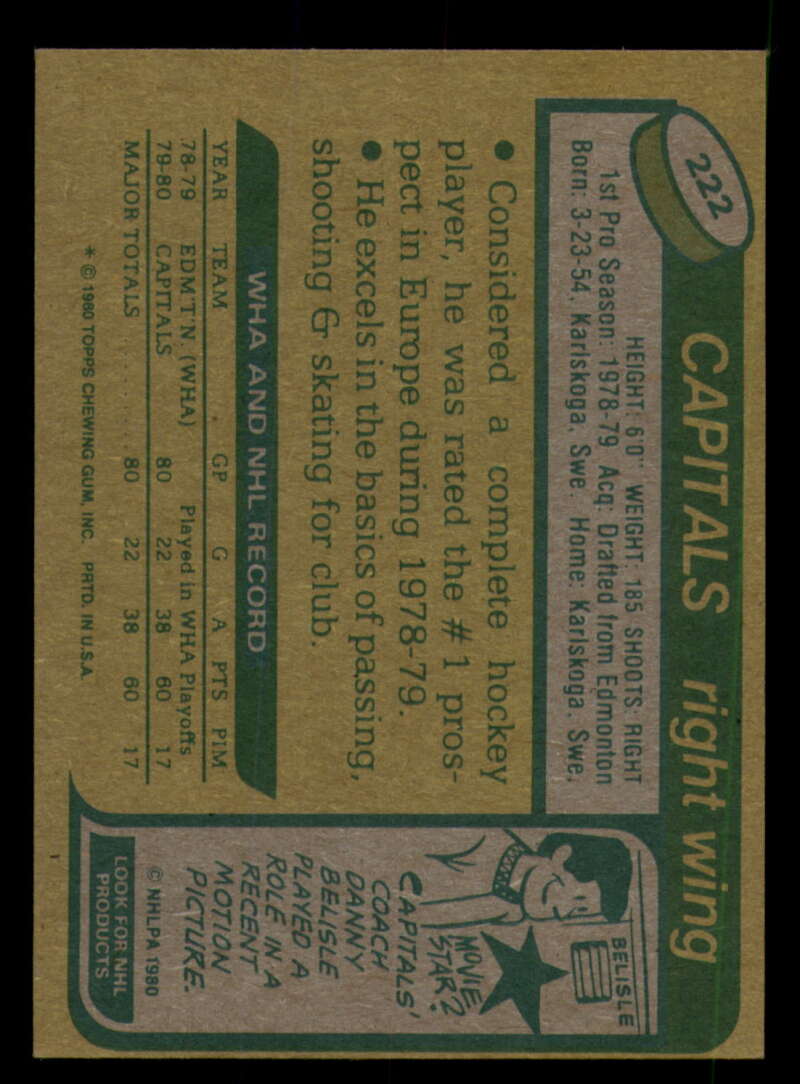 222
CAPITALS right wing
HEIGHT: 6'0" WEIGHT: 185 SHOOTS: RIGHT
1st Pro Season: 1978-79 Acq: Drafted from Edmonton
Born: 3-23-54, Karlskoga, Swe. Home: Karlskoga, Swe.
• Considered a complete hockey
player, he was rated the #1 pros-
pect in Europe during 1978-79.
• He excels in the basics of passing,
shooting & skating for club.
WHA AND NHL RECORD
YEAR TEAM GP G A PTS PIM
78-79 EDM'T'N. (WHA) Played in WHA Playoffs
79-80 CAPITALS 80 22 38 60 17
MAJOR TOTALS 80 22 38 60 17
* © 1980 TOPPS CHEWING GUM, INC. PRTD. IN U.S.A.
BELISLE
MOVIE
STAR?
CAPITALS'
COACH
DANNY
BELISLE
PLAYED A
ROLE IN A
RECENT
MOTION
PICTURE.
© NHLPA 1980
LOOK FOR NHL
PRODUCTS